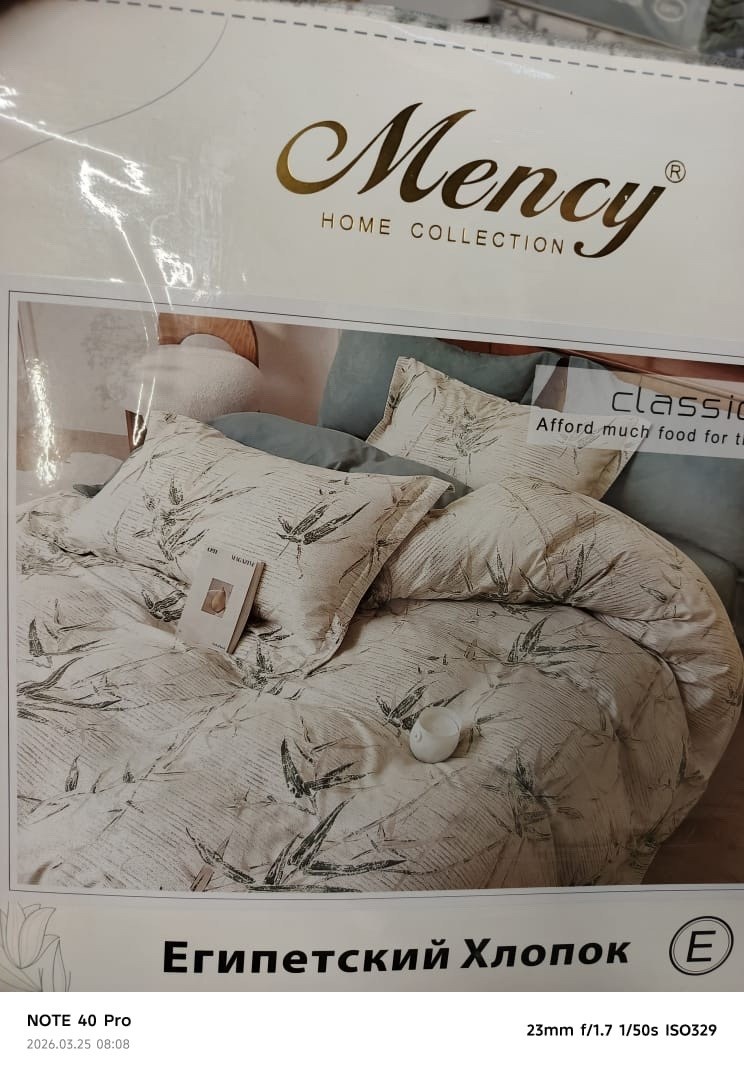 Mency®
HOME COLLECTION
classic
Afford much food for t
MAGAZINE
Египетский Хлопок
E
NOTE 40 Pro
2026.03.25 08:08
23mm f/1.7 1/50s ISO329